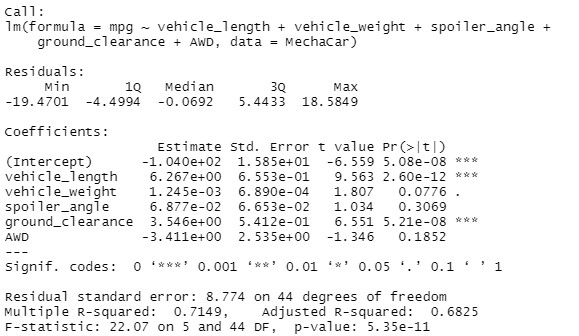 Call:
lm(formula = mpg ~ vehicle_length + vehicle_weight + spoiler_angle +
    ground_clearance + AWD, data = MechaCar)

Residuals:
     Min       1Q   Median       3Q      Max
-19.4701  -4.4994  -0.0692   5.4433  18.5849

Coefficients:
                   Estimate Std. Error t value Pr(>|t|)
(Intercept)      -1.040e+02  1.585e+01  -6.559 5.08e-08 ***
vehicle_length    6.267e+00  6.553e-01   9.563 2.60e-12 ***
vehicle_weight    1.245e-03  6.890e-04   1.807   0.0776 .
spoiler_angle     6.877e-02  6.653e-02   1.034   0.3069
ground_clearance  3.546e+00  5.412e-01   6.551 5.21e-08 ***
AWD              -3.411e+00  2.535e+00  -1.346   0.1852
---
Signif. codes:  0 ‘***’ 0.001 ‘**’ 0.01 ‘*’ 0.05 ‘.’ 0.1 ‘ ’ 1

Residual standard error: 8.774 on 44 degrees of freedom
Multiple R-squared:  0.7149,    Adjusted R-squared:  0.6825
F-statistic: 22.07 on 5 and 44 DF,  p-value: 5.35e-11